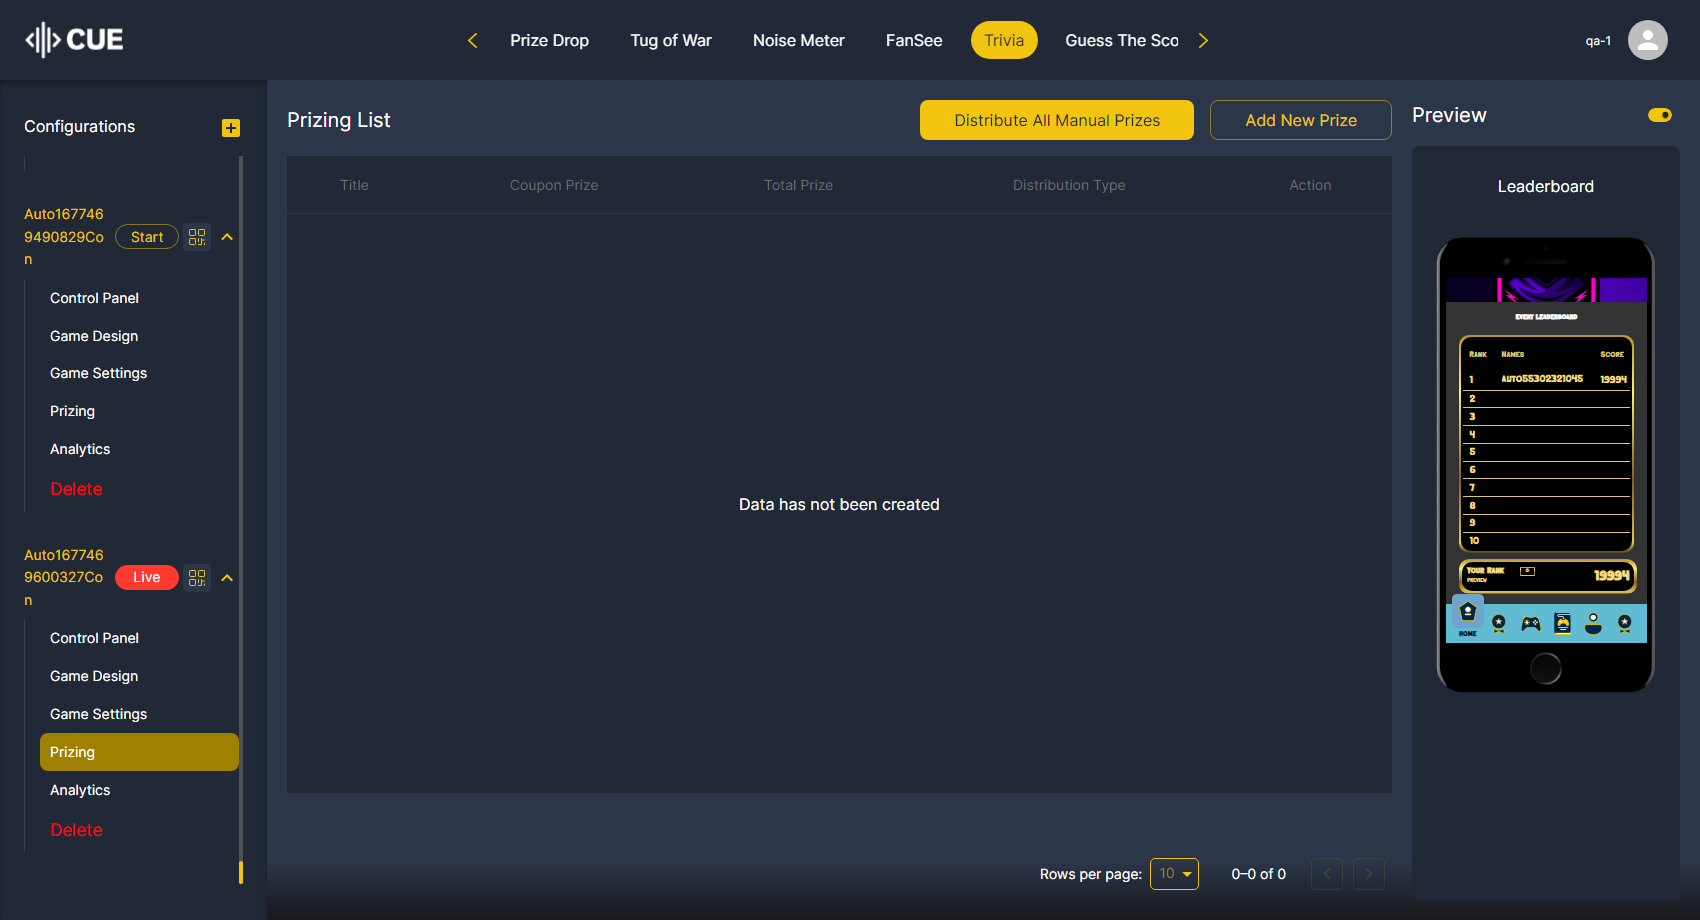 CUE
Prize Drop
Tug of War
Noise Meter
FanSee
Trivia
Guess The Sco
qa-1
Configurations
Auto167746
9490829Co
n
Start
Control Panel
Game Design
Game Settings
Prizing
Analytics
Delete
Auto167746
9600327Co
n
Live
Control Panel
Game Design
Game Settings
Prizing
Analytics
Delete
Prizing List
Distribute All Manual Prizes
Add New Prize
Title
Coupon Prize
Total Prize
Distribution Type
Action
Data has not been created
Rows per page:
10
0–0 of 0
Preview
Leaderboard
Event Leaderboard
Rank Names Score
1 Auto55302321045 19994
2
3
4
5
6
7
8
9
10
Your Rank
Preview
19994
Home